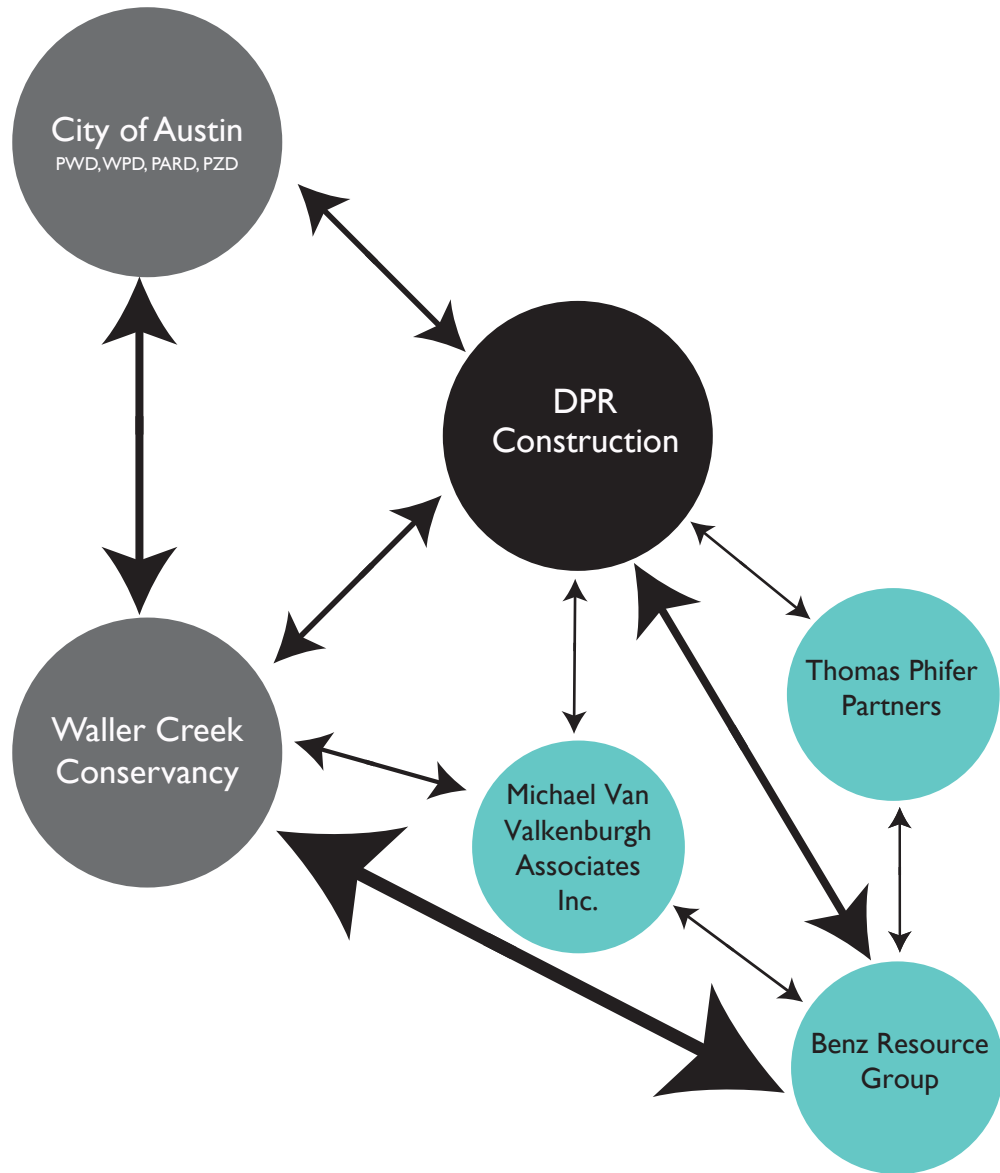 City of Austin
PWD, WPD, PARD, PZD
DPR
Construction
Thomas Phifer
Partners
Waller Creek
Conservancy
Michael Van
Valkenburgh
Associates
Inc.
Benz Resource
Group